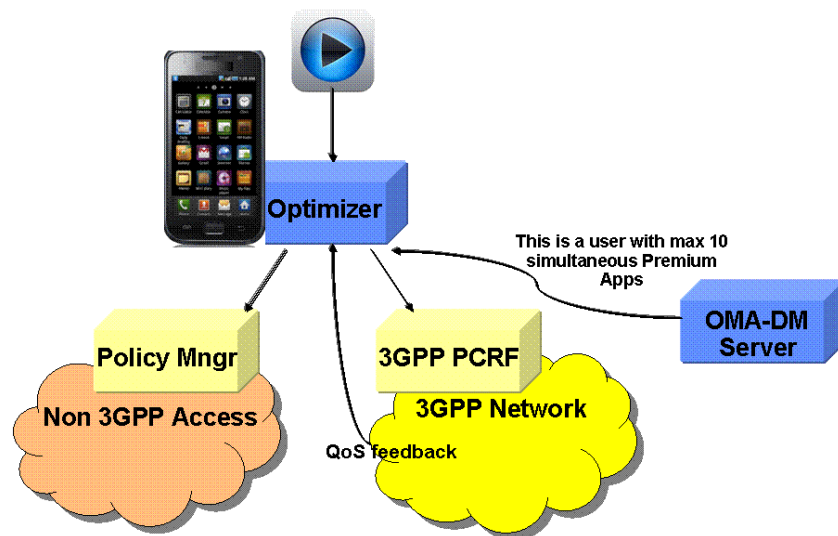 Optimizer
This is a user with max 10
simultaneous Premium
Apps
OMA-DM
Server
Policy Mngr
3GPP PCRF
Non 3GPP Access
3GPP Network
QoS feedback